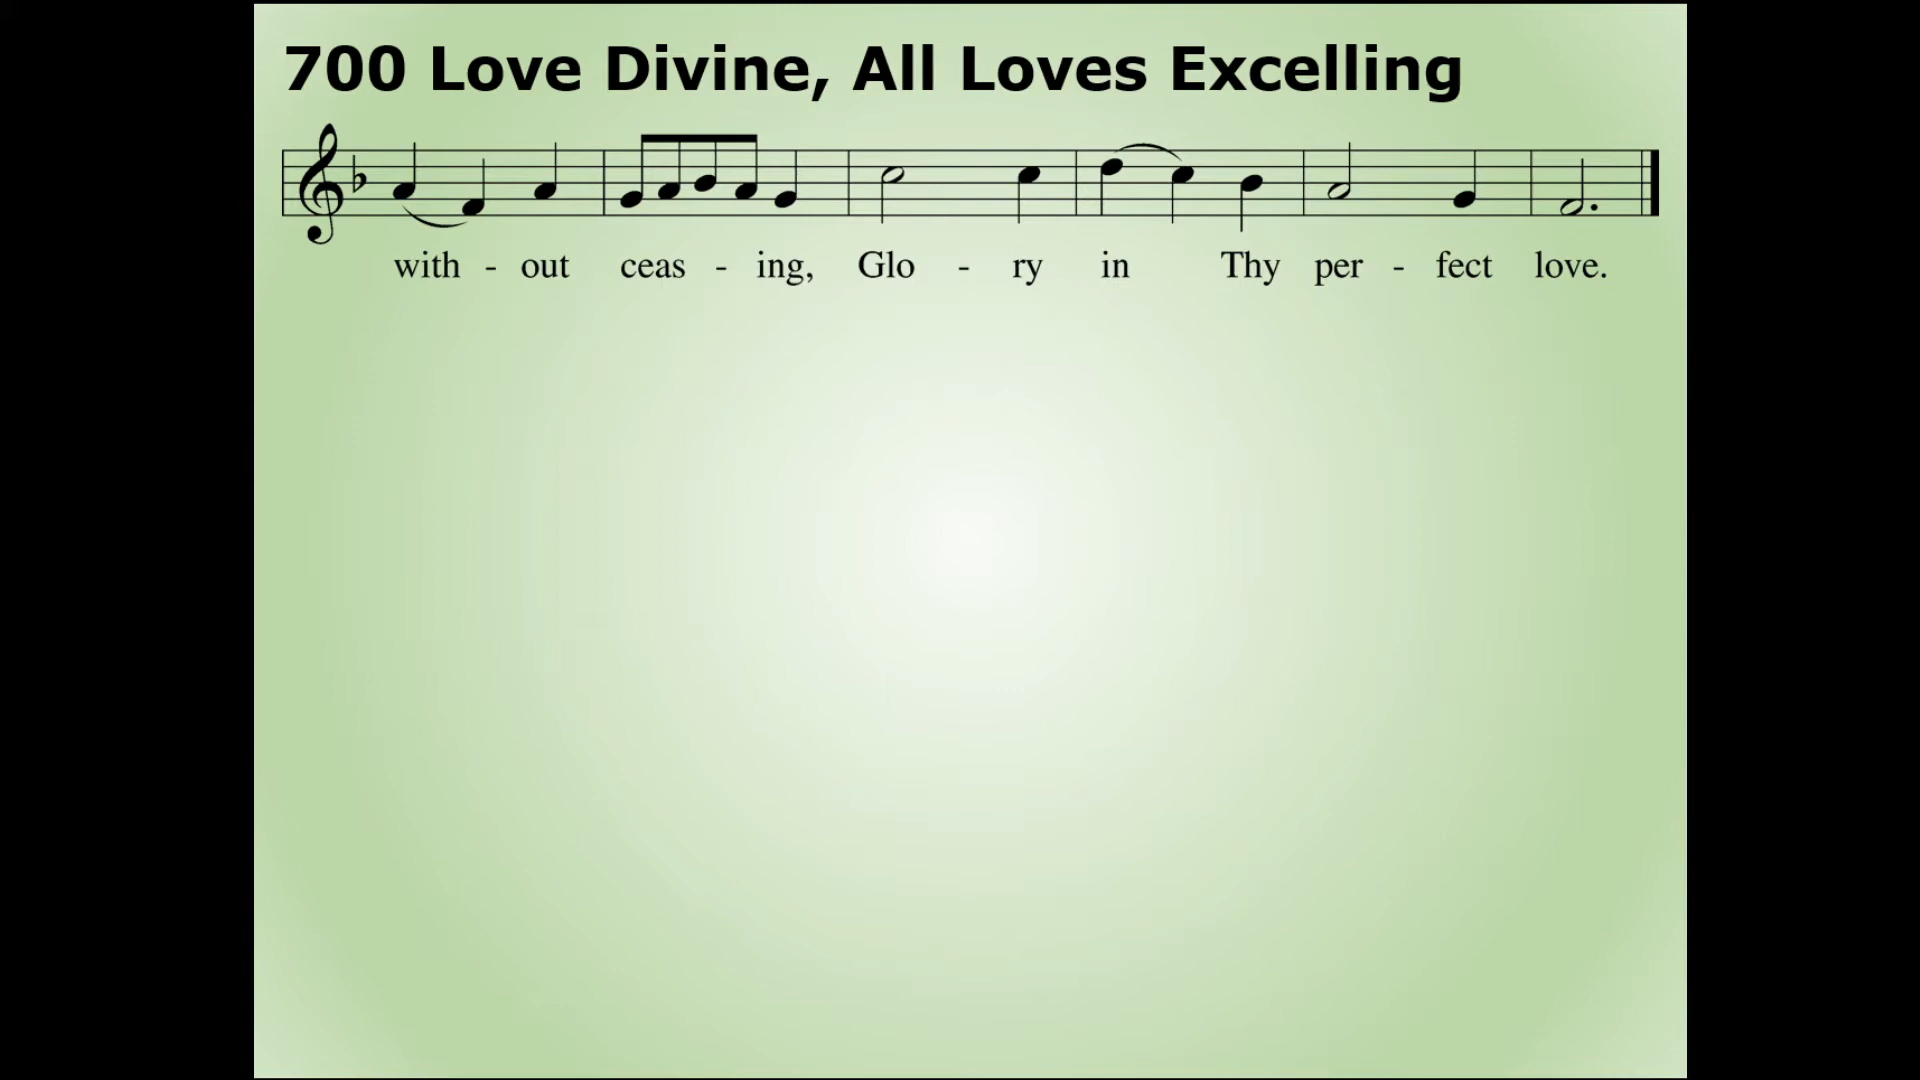 700 Love Divine, All Loves Excelling
with - out ceas - ing, Glo - ry in Thy per - fect love.